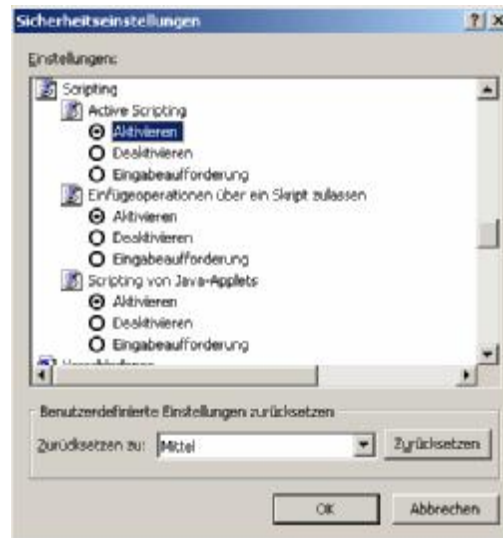 Sicherheitseinstellungen
Einstellungen:
Scripting
Active Scripting
Aktivieren
Deaktivieren
Eingabeaufforderung
Einfügeoperationen über ein Skript zulassen
Aktivieren
Deaktivieren
Eingabeaufforderung
Scripting von Java-Applets
Aktivieren
Deaktivieren
Eingabeaufforderung
Benutzerdefinierte Einstellungen zurücksetzen
Zurücksetzen zu: Mittel Zurücksetzen
OK Abbrechen